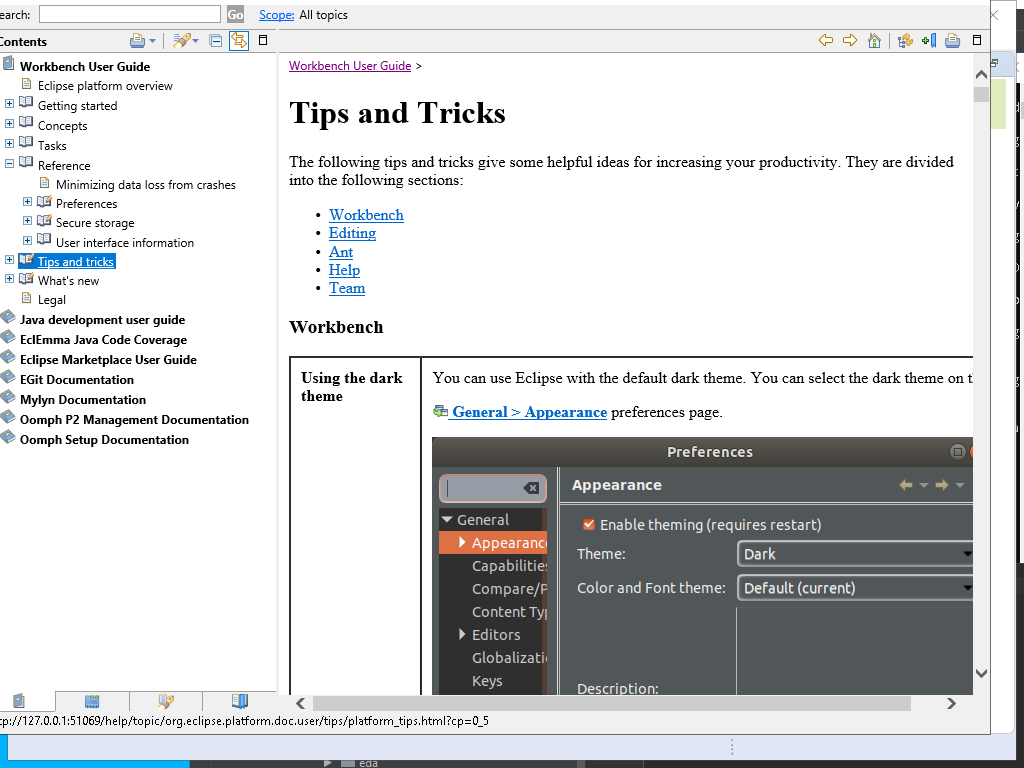 earch:
Go
Scope: All topics
Contents
Workbench User Guide
Eclipse platform overview
Getting started
Concepts
Tasks
Reference
Minimizing data loss from crashes
Preferences
Secure storage
User interface information
Tips and tricks
What's new
Legal
Java development user guide
EclEmma Java Code Coverage
Eclipse Marketplace User Guide
EGit Documentation
Mylyn Documentation
Oomph P2 Management Documentation
Oomph Setup Documentation
Workbench User Guide >
Tips and Tricks
The following tips and tricks give some helpful ideas for increasing your productivity. They are divided
into the following sections:
• Workbench
• Editing
• Ant
• Help
• Team
Workbench
Using the dark
theme
You can use Eclipse with the default dark theme. You can select the dark theme on t
General > Appearance preferences page.
Preferences
Appearance
General
Appearanc
Capabilities
Compare/P
Content Typ
Editors
Globalizati
Keys
Enable theming (requires restart)
Theme: Dark
Color and Font theme: Default (current)
Description:
cp://127.0.0.1:51069/help/topic/org.eclipse.platform.doc.user/tips/platform_tips.html?cp=0_5
eda